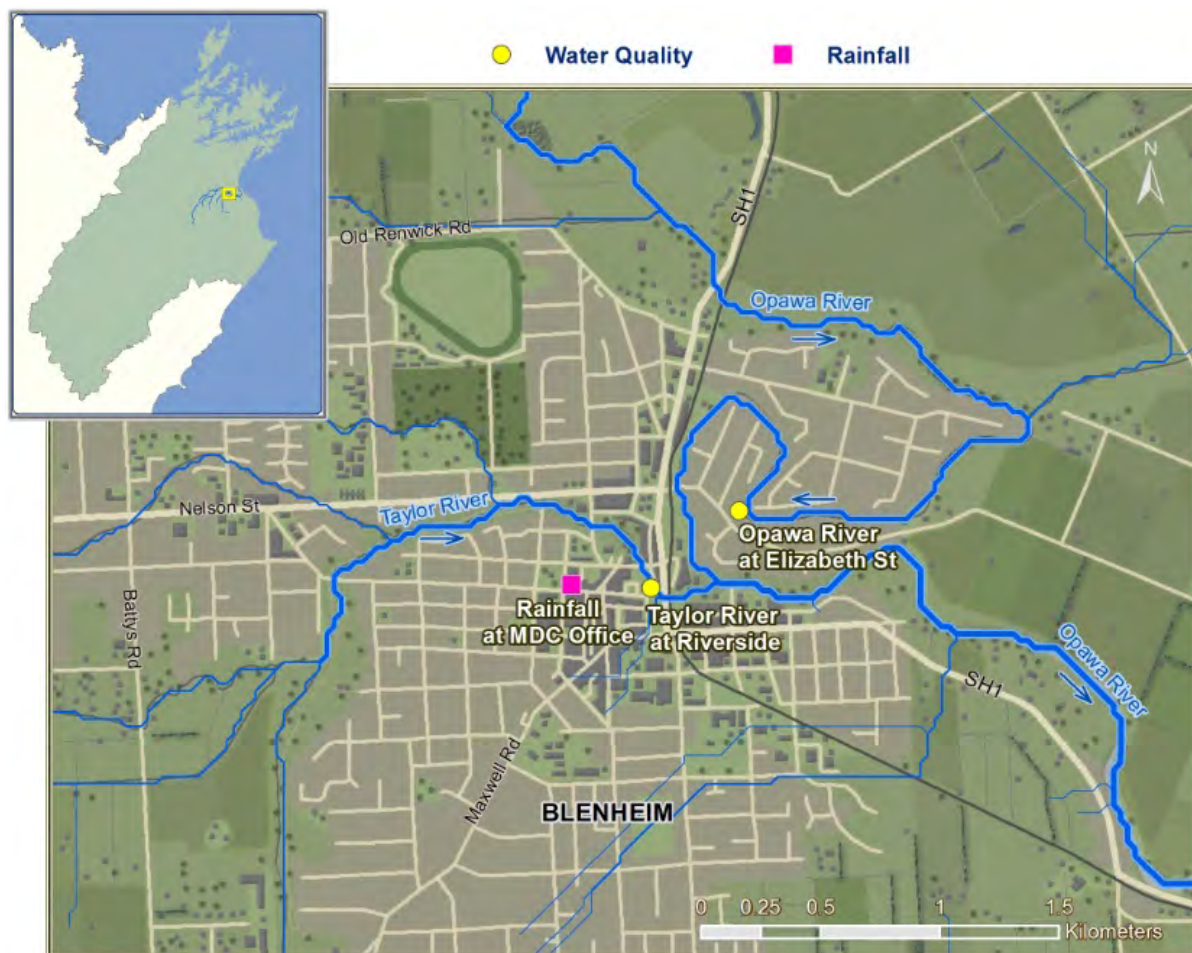 Water Quality
Rainfall
N
SH1
Old Renwick Rd
Opawa River
Nelson St
Taylor River
Opawa River
at Elizabeth St
Rainfall
at MDC Office
Taylor River
at Riverside
Battys Rd
Opawa River
SH1
Maxwell Rd
BLENHEIM
0 0.25 0.5 1 1.5
Kilometers